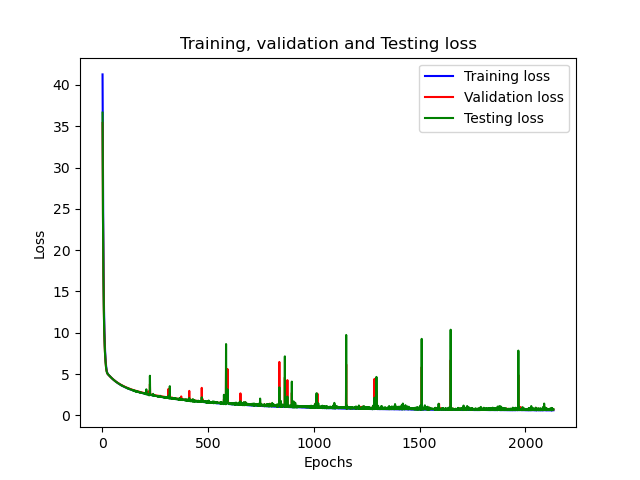 Training, validation and Testing loss
Training loss
Validation loss
Testing loss
Loss
40
35
30
25
20
15
10
5
0
0 500 1000 1500 2000
Epochs